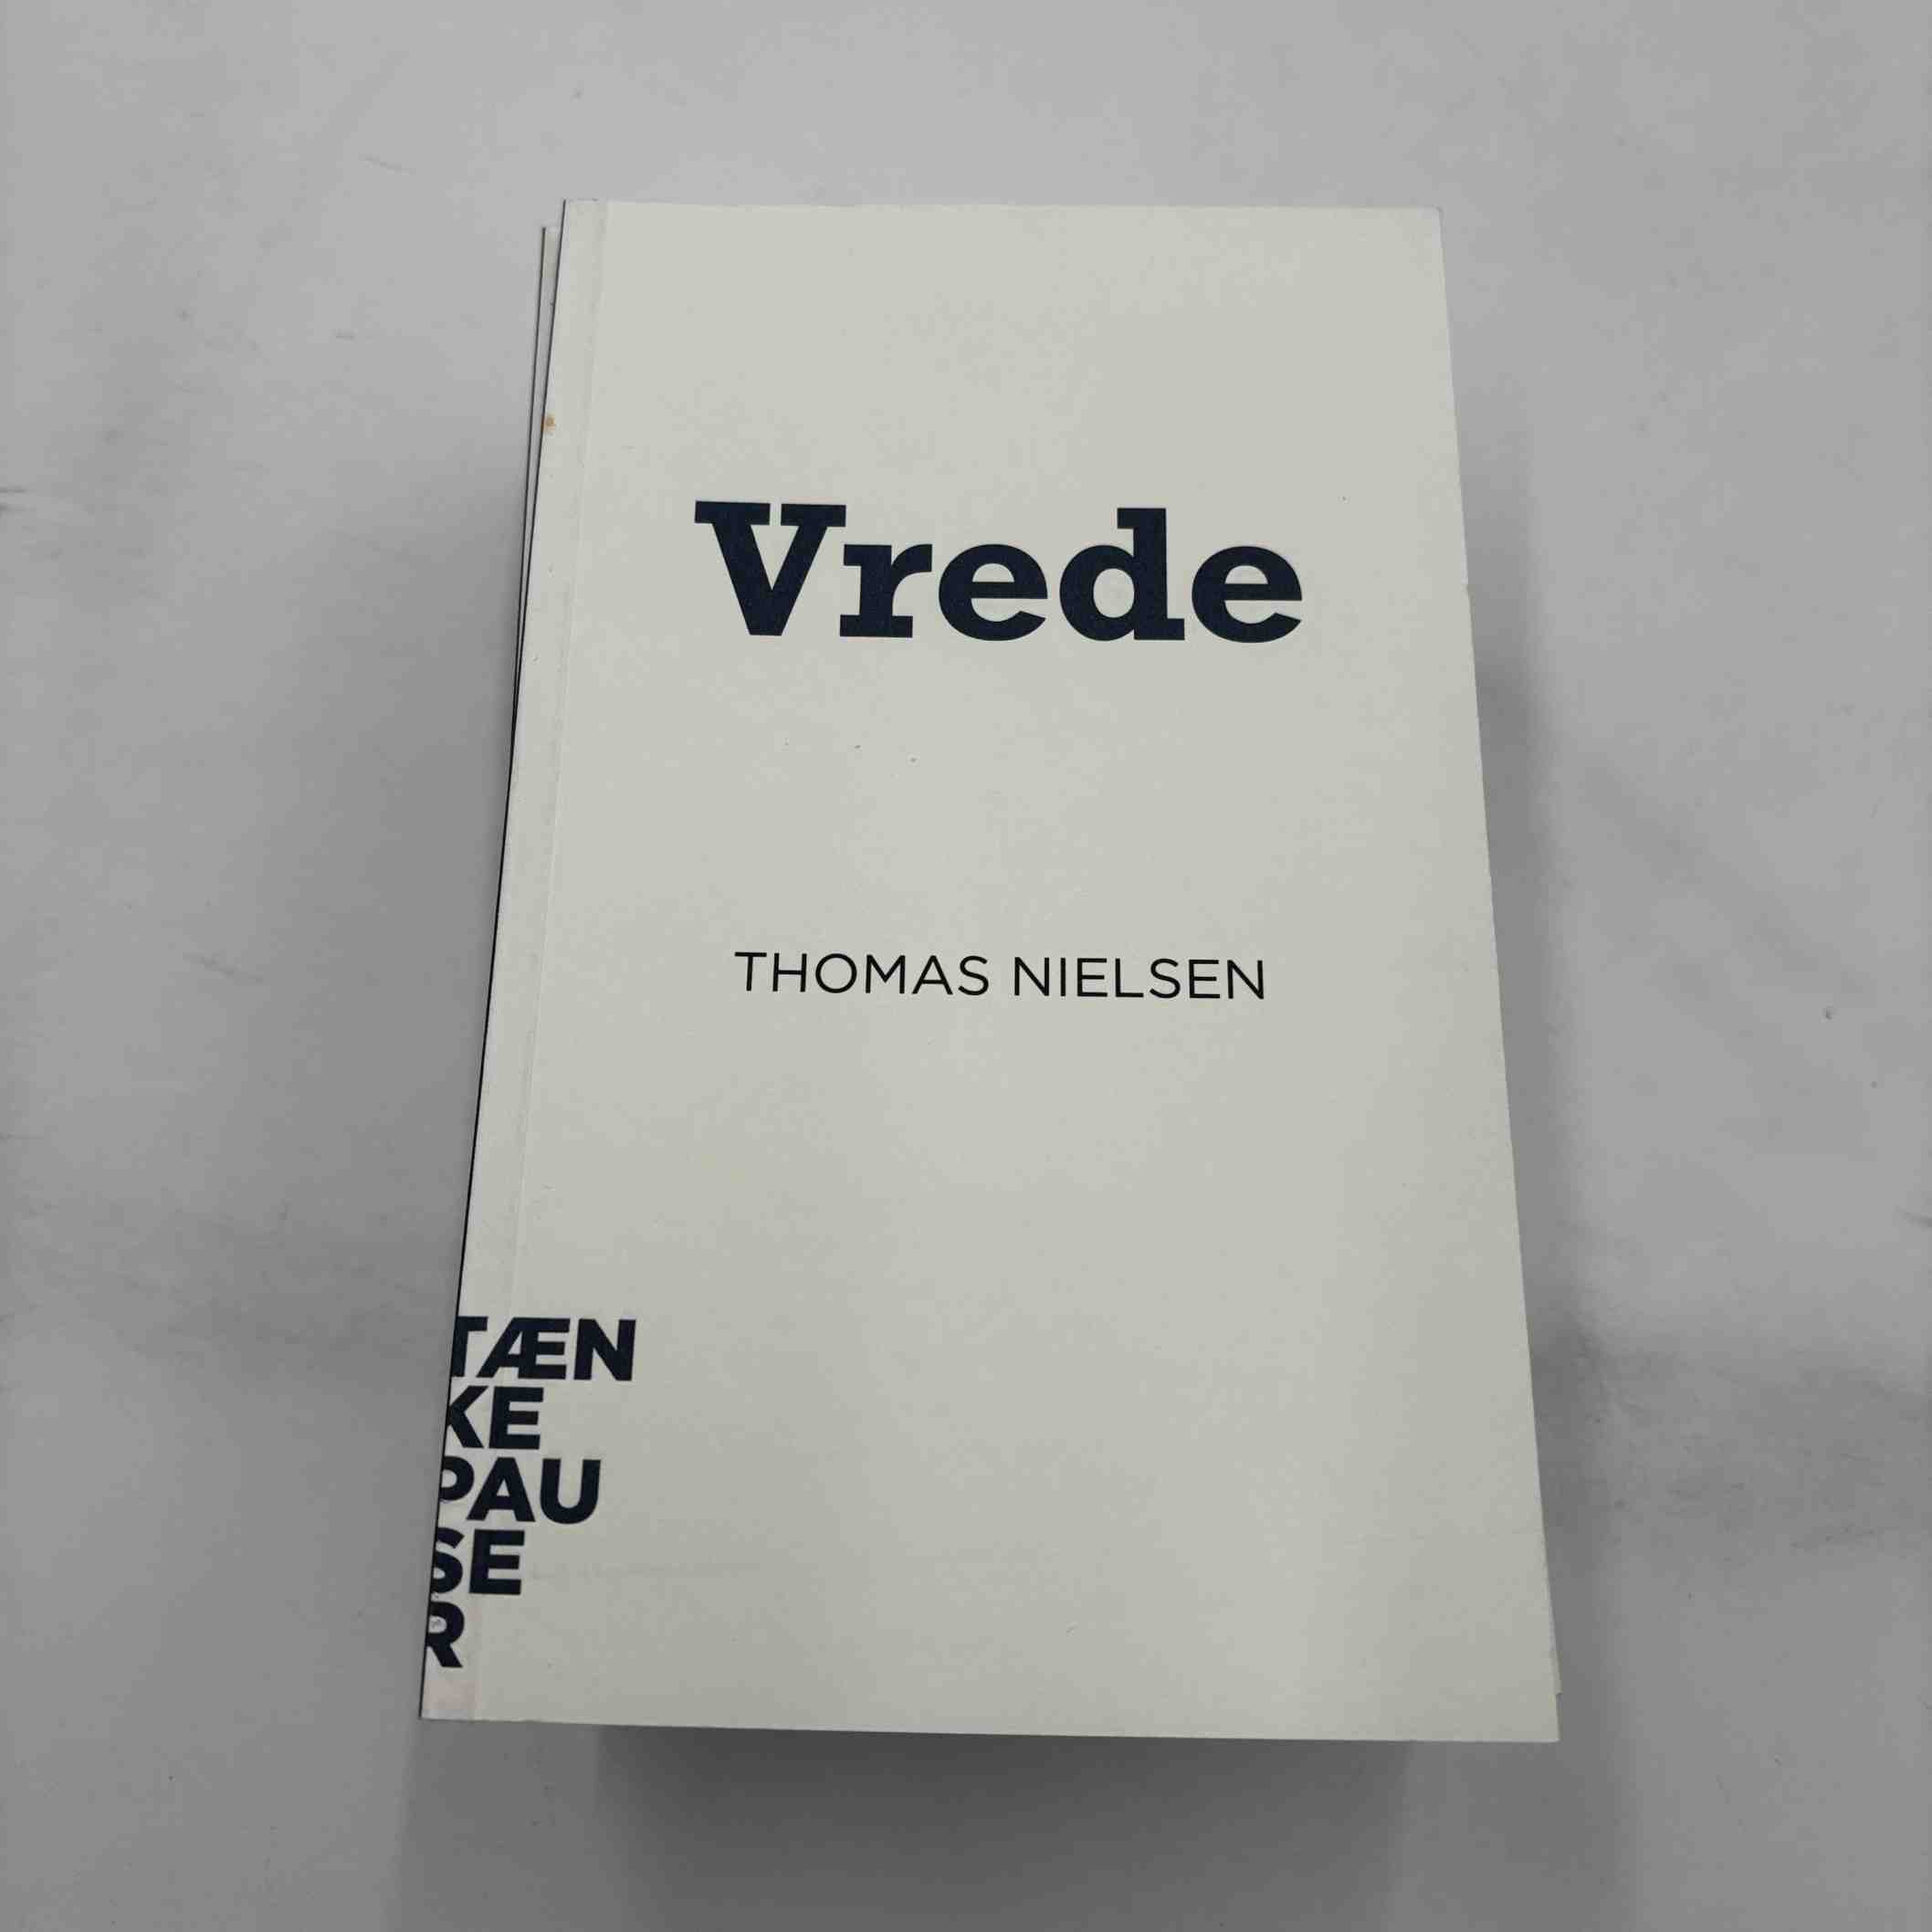 Vrede
THOMAS NIELSEN
TÆN
KE
PAU
SE
R